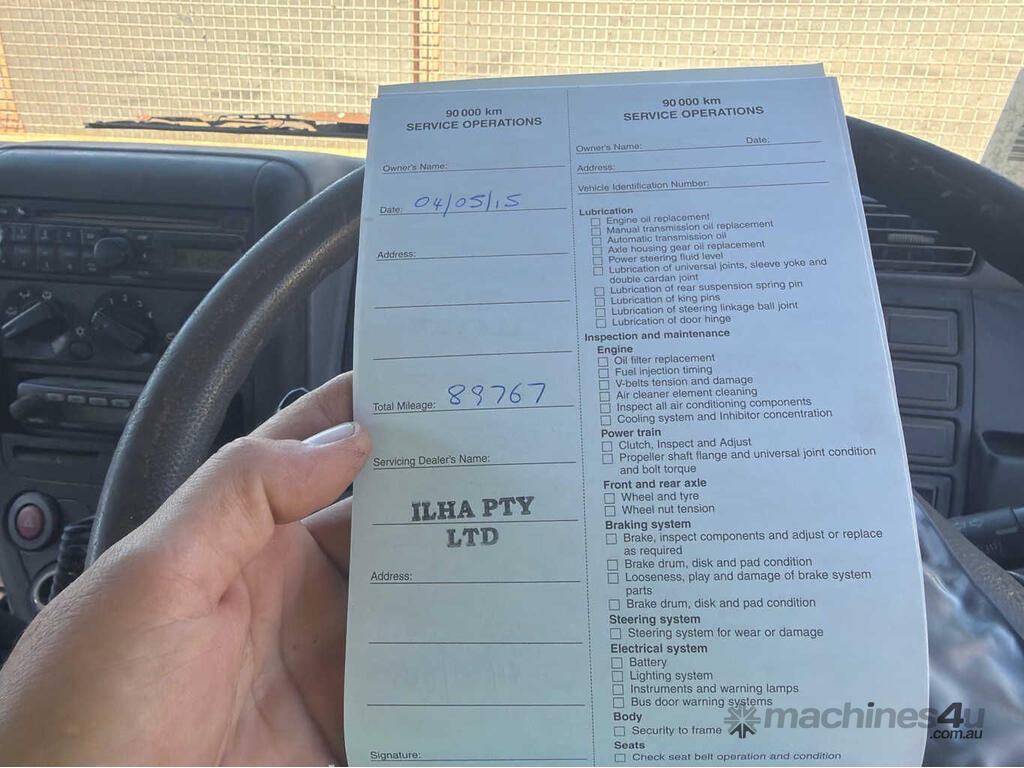 90 000 km
SERVICE OPERATIONS
Owner's Name:
Date: 04/05/15
Address:
Total Mileage: 89767
Servicing Dealer's Name:
ILHA PTY
LTD
Address:
Signature:
90 000 km
SERVICE OPERATIONS
Owner's Name: Date:
Address:
Vehicle Identification Number:
Lubrication
Engine oil replacement
Manual transmission oil replacement
Automatic transmission oil
Axle housing gear oil replacement
Power steering fluid level
Lubrication of universal joints, sleeve yoke and
double cardan joint
Lubrication of rear suspension spring pin
Lubrication of king pins
Lubrication of steering linkage ball joint
Lubrication of door hinge
Inspection and maintenance
Engine
Oil filter replacement
Fuel injection timing
V-belts tension and damage
Air cleaner element cleaning
Inspect all air conditioning components
Cooling system and Inhibitor concentration
Power train
Clutch, Inspect and Adjust
Propeller shaft flange and universal joint condition
and bolt torque
Front and rear axle
Wheel and tyre
Wheel nut tension
Braking system
Brake, inspect components and adjust or replace
as required
Brake drum, disk and pad condition
Looseness, play and damage of brake system
parts
Brake drum, disk and pad condition
Steering system
Steering system for wear or damage
Electrical system
Battery
Lighting system
Instruments and warning lamps
Bus door warning systems
Body
Security to frame
Seats
Check seat belt operation and condition
machines4u
.com.au